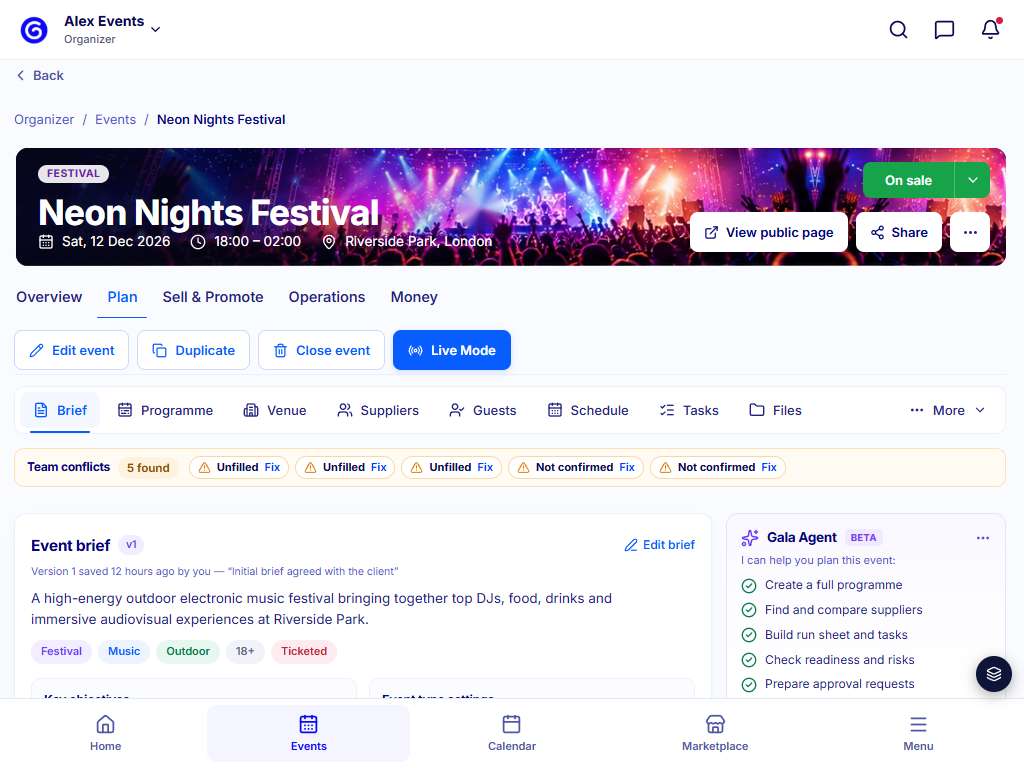 Alex Events
Organizer
Back
Organizer / Events / Neon Nights Festival
FESTIVAL
On sale
Neon Nights Festival
Sat, 12 Dec 2026 18:00 – 02:00 Riverside Park, London
View public page Share
Overview Plan Sell & Promote Operations Money
Edit event Duplicate Close event Live Mode
Brief Programme Venue Suppliers Guests Schedule Tasks Files More
Team conflicts 5 found Unfilled Fix Unfilled Fix Unfilled Fix Not confirmed Fix Not confirmed Fix
Event brief v1 Edit brief
Version 1 saved 12 hours ago by you — "Initial brief agreed with the client"
A high-energy outdoor electronic music festival bringing together top DJs, food, drinks and
immersive audiovisual experiences at Riverside Park.
Festival Music Outdoor 18+ Ticketed
Key objectives Event type settings
Gala Agent BETA
I can help you plan this event:
Create a full programme
Find and compare suppliers
Build run sheet and tasks
Check readiness and risks
Prepare approval requests
Home Events Calendar Marketplace Menu